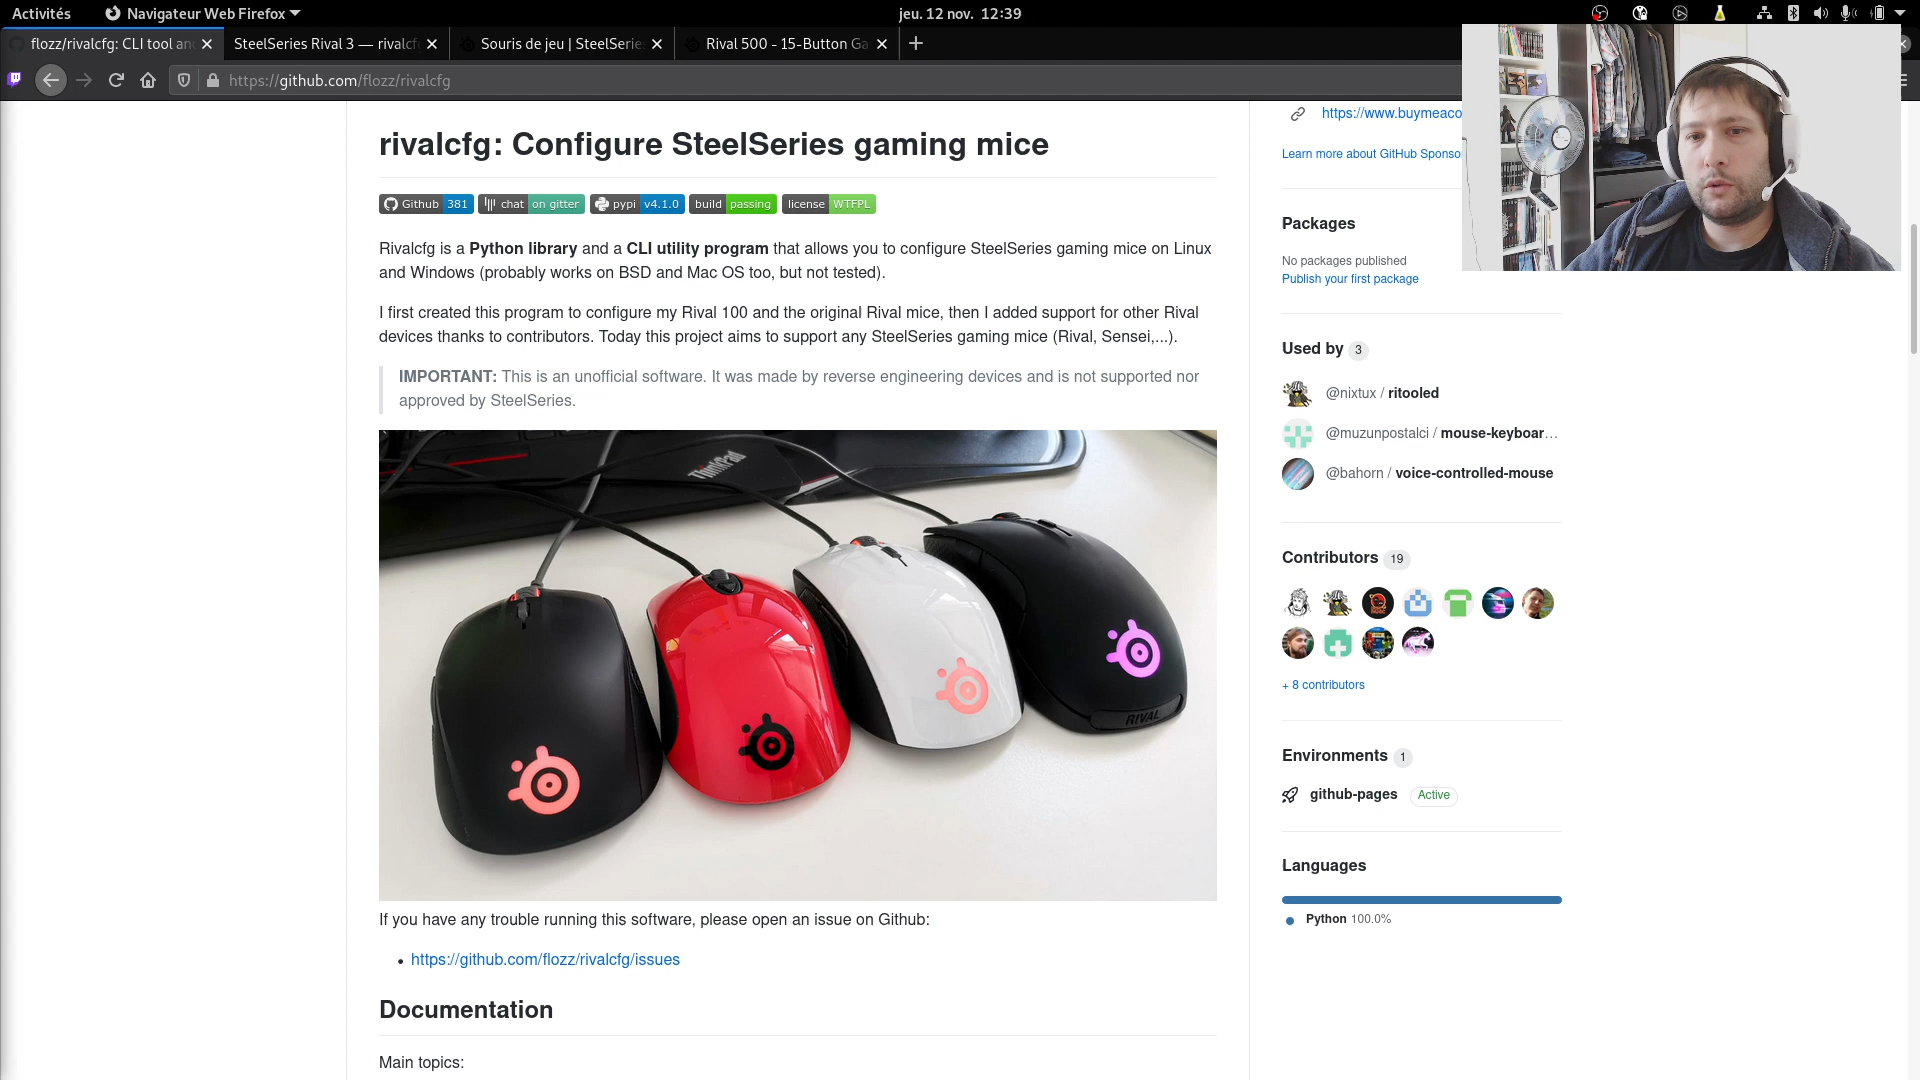 Activités
Navigateur Web Firefox
jeu. 12 nov. 12:39
flozz/rivalcfg: CLI tool an
SteelSeries Rival 3 — rivalcf
Souris de jeu | SteelSerie
Rival 500 - 15-Button Ga
https://github.com/flozz/rivalcfg
rivalcfg: Configure SteelSeries gaming mice
Github 381
chat on gitter
pypi v4.1.0
build passing
license WTFPL
Rivalcfg is a Python library and a CLI utility program that allows you to configure SteelSeries gaming mice on Linux
and Windows (probably works on BSD and Mac OS too, but not tested).
I first created this program to configure my Rival 100 and the original Rival mice, then I added support for other Rival
devices thanks to contributors. Today this project aims to support any SteelSeries gaming mice (Rival, Sensei,...).
IMPORTANT: This is an unofficial software. It was made by reverse engineering devices and is not supported nor
approved by SteelSeries.
ThinkPad
RIVAL
If you have any trouble running this software, please open an issue on Github:
https://github.com/flozz/rivalcfg/issues
Documentation
Main topics:
https://www.buymeaco
Learn more about GitHub Sponso
Packages
No packages published
Publish your first package
Used by 3
@nixtux / ritooled
@muzunpostalci / mouse-keyboar…
@bahorn / voice-controlled-mouse
Contributors 19
+ 8 contributors
Environments 1
github-pages Active
Languages
Python 100.0%